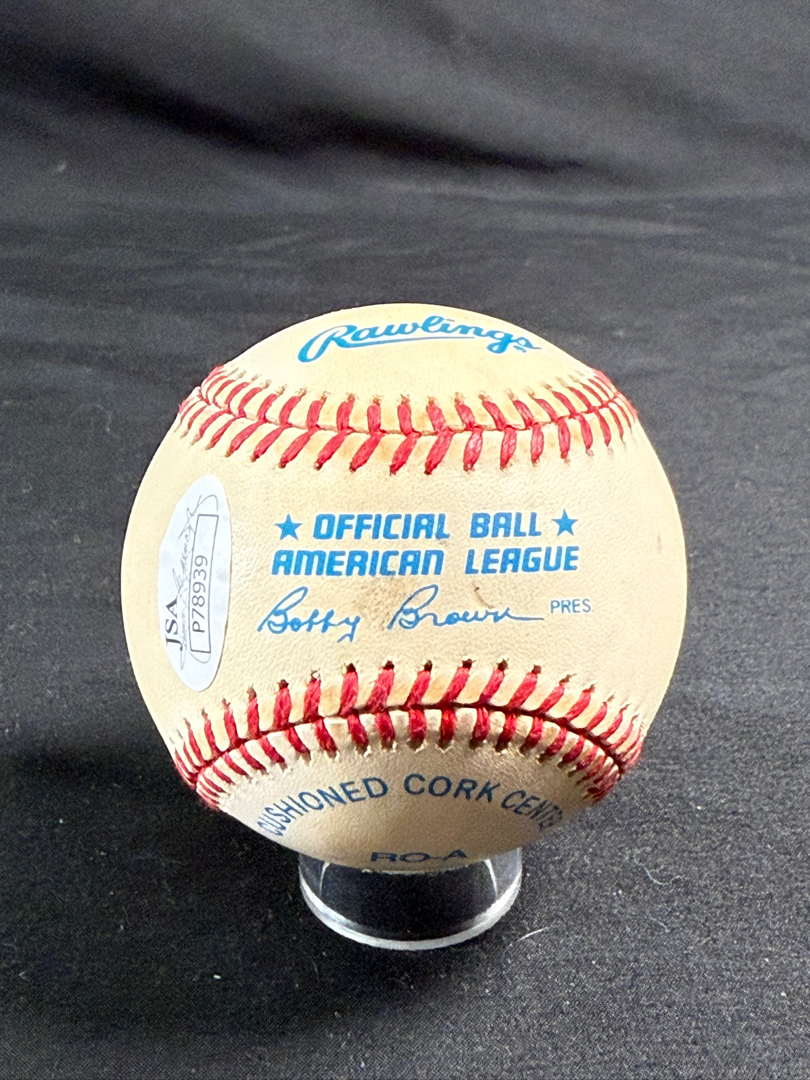 Rawlings
★ OFFICIAL BALL ★
AMERICAN LEAGUE
Bobby Brown PRES.
JSA
P78939
CUSHIONED CORK CENTER
RO-A